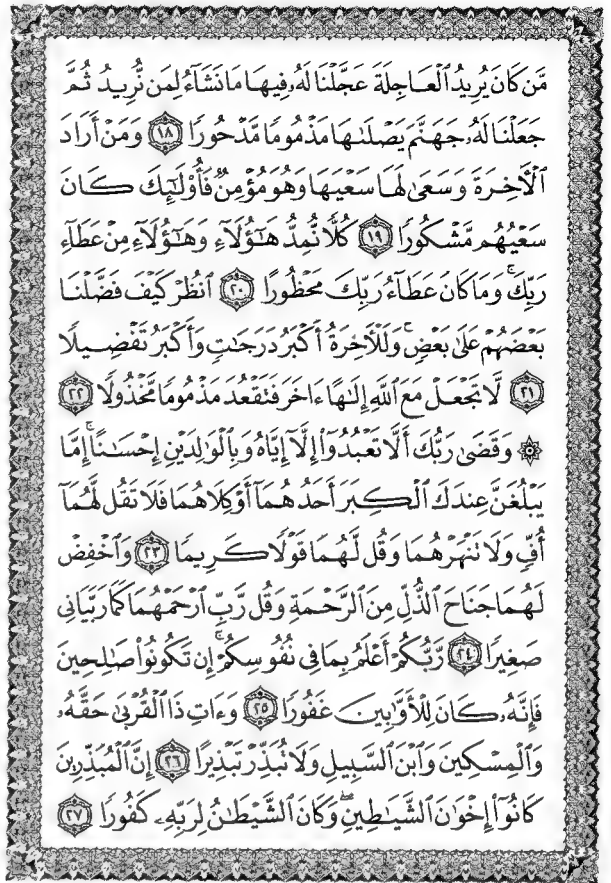 مَّن كَانَ يُرِيدُ ٱلْعَاجِلَةَ عَجَّلْنَا لَهُۥ فِيهَا مَا نَشَآءُ لِمَن نُّرِيدُ ثُمَّ
جَعَلْنَا لَهُۥ جَهَنَّمَ يَصْلَىٰهَا مَذْمُومًا مَّدْحُورًا ١٨ وَمَنْ أَرَادَ
ٱلْأَخِرَةَ وَسَعَىٰ لَهَا سَعْيَهَا وَهُوَ مُؤْمِنٌ فَأُو۟لَٰٓئِكَ كَانَ
سَعْيُهُم مَّشْكُورًا ١٩ كُلًّا نُّمِدُّ هَٰٓؤُلَآءِ وَهَٰٓؤُلَآءِ مِنْ عَطَآءِ
رَبِّكَ ۚ وَمَا كَانَ عَطَآءُ رَبِّكَ مَحْظُورًا ٢٠ ٱنظُرْ كَيْفَ فَضَّلْنَا
بَعْضَهُمْ عَلَىٰ بَعْضٍ ۚ وَلَلْأَخِرَةُ أَكْبَرُ دَرَجَٰتٍ وَأَكْبَرُ تَفْضِيلًا
٢١ لَّا تَجْعَلْ مَعَ ٱللَّهِ إِلَٰهًا ءَاخَرَ فَتَقْعُدَ مَذْمُومًا مَّخْذُولًا ٢٢
۞ وَقَضَىٰ رَبُّكَ أَلَّا تَعْبُدُوٓا۟ إِلَّآ إِيَّاهُ وَبِٱلْوَٰلِدَيْنِ إِحْسَٰنًا ۚ إِمَّا
يَبْلُغَنَّ عِندَكَ ٱلْكِبَرَ أَحَدُهُمَآ أَوْ كِلَاهُمَا فَلَا تَقُل لَّهُمَآ
أُفٍّ وَلَا تَنْهَرْهُمَا وَقُل لَّهُمَا قَوْلًا كَرِيمًا ٢٣ وَٱخْفِضْ
لَهُمَا جَنَاحَ ٱلذُّلِّ مِنَ ٱلرَّحْمَةِ وَقُل رَّبِّ ٱرْحَمْهُمَا كَمَا رَبَّيَانِى
صَغِيرًا ٢٤ رَّبُّكُمْ أَعْلَمُ بِمَا فِى نُفُوسِكُمْ ۚ إِن تَكُونُوا۟ صَٰلِحِينَ
فَإِنَّهُۥ كَانَ لِلْأَوَّٰبِينَ غَفُورًا ٢٥ وَءَاتِ ذَا ٱلْقُرْبَىٰ حَقَّهُۥ
وَٱلْمِسْكِينَ وَٱبْنَ ٱلسَّبِيلِ وَلَا تُبَذِّرْ تَبْذِيرًا ٢٦ إِنَّ ٱلْمُبَذِّرِينَ
كَانُوٓا۟ إِخْوَٰنَ ٱلشَّيَٰطِينِ ۖ وَكَانَ ٱلشَّيْطَٰنُ لِرَبِّهِۦ كَفُورًا ٢٧